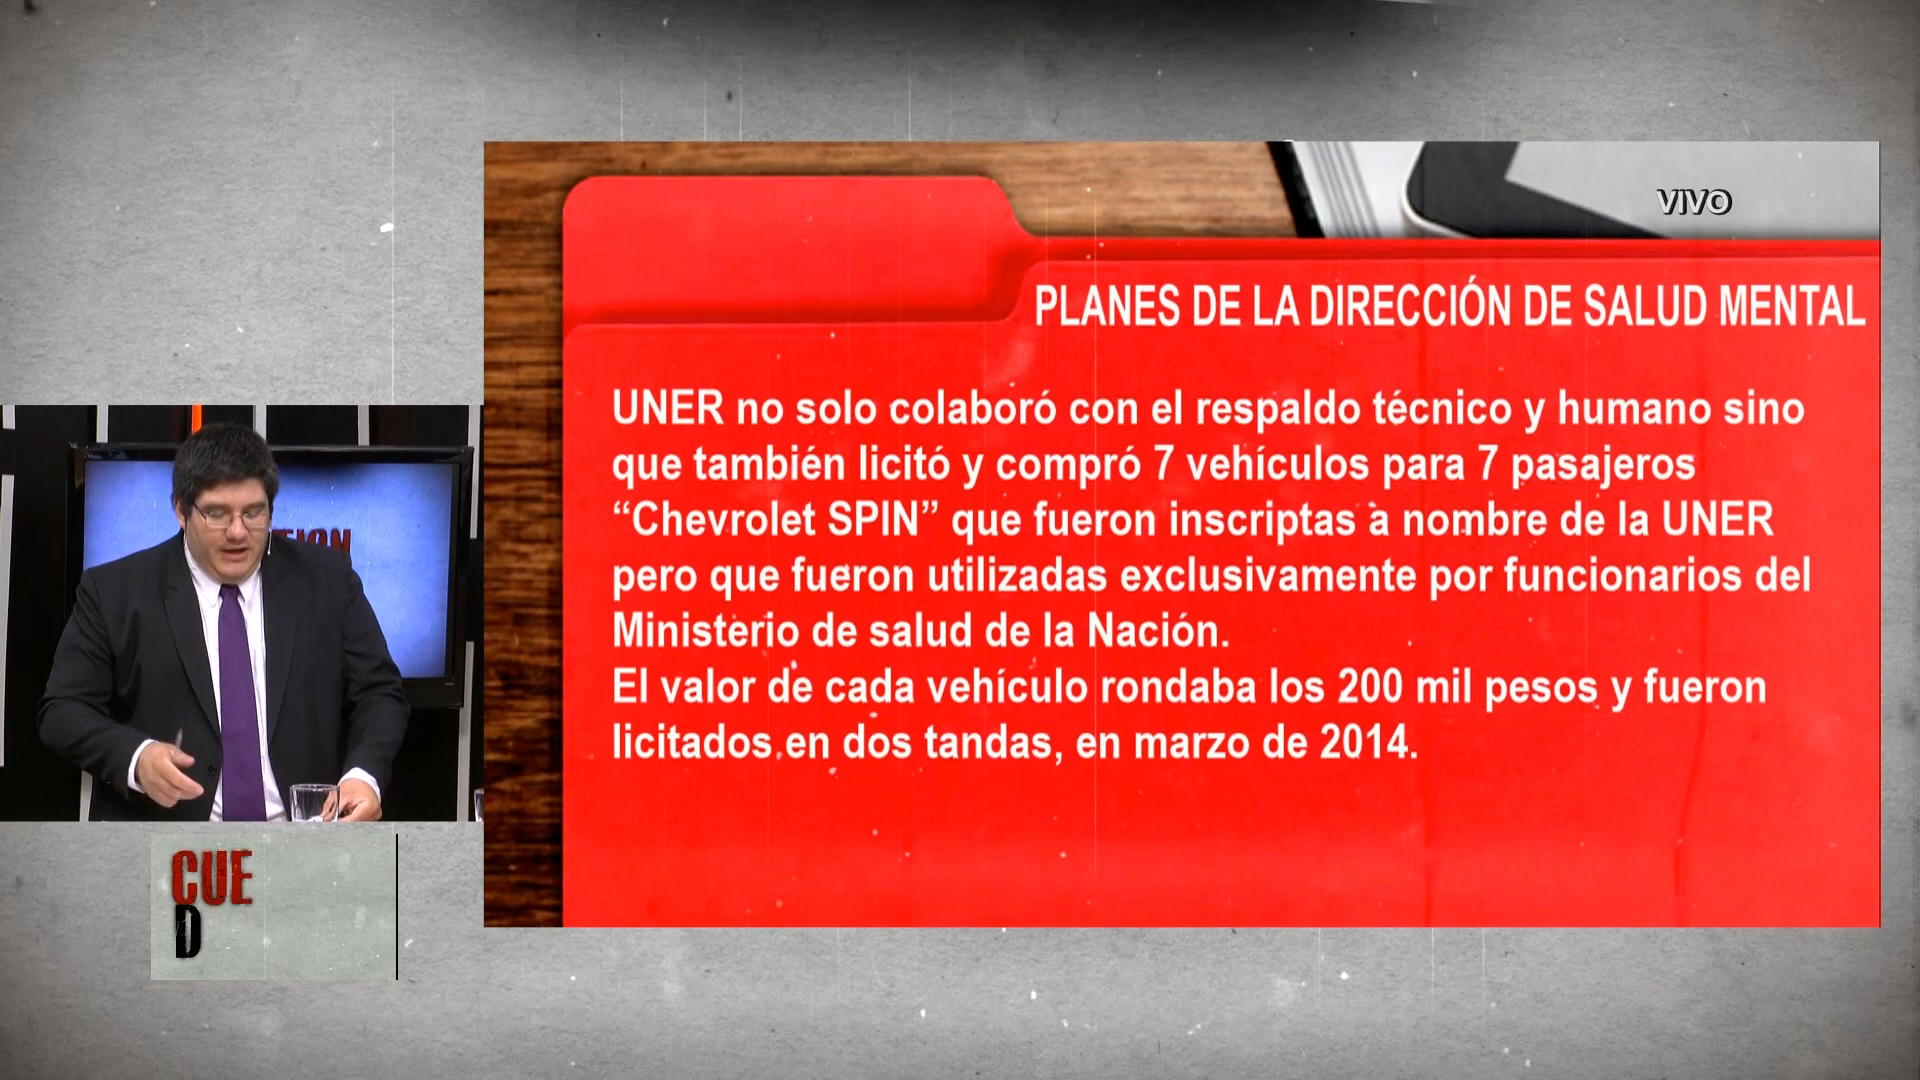 VIVO
PLANES DE LA DIRECCIÓN DE SALUD MENTAL
UNER no solo colaboró con el respaldo técnico y humano sino
que también licitó y compró 7 vehículos para 7 pasajeros
“Chevrolet SPIN” que fueron inscriptas a nombre de la UNER
pero que fueron utilizadas exclusivamente por funcionarios del
Ministerio de salud de la Nación.
El valor de cada vehículo rondaba los 200 mil pesos y fueron
licitados en dos tandas, en marzo de 2014.
CUE
D